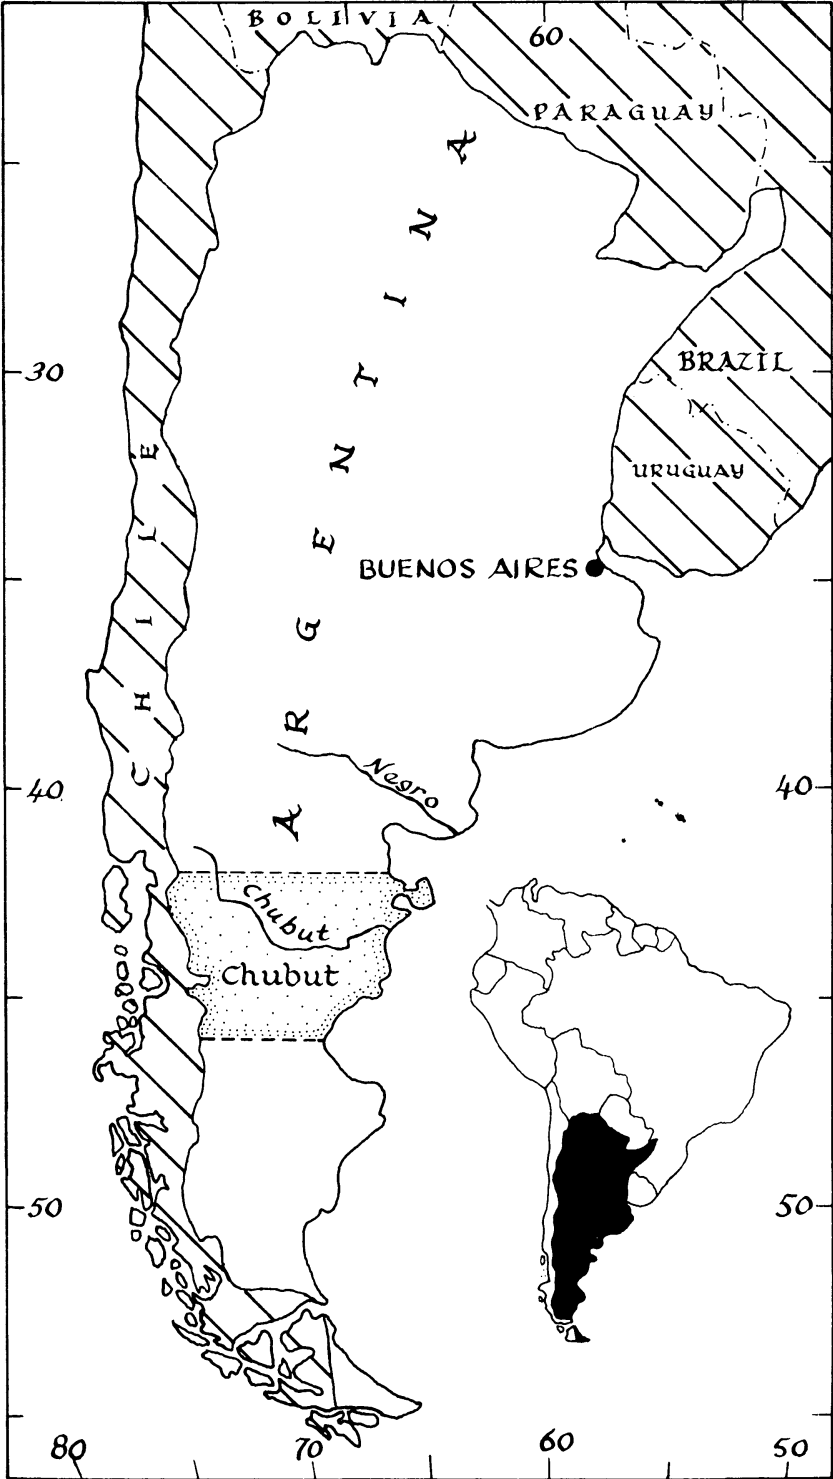 BOLIVIA
60
PARAGUAY
ARGENTINA
30
BRAZIL
CHILE
URUGUAY
BUENOS AIRES
Negro
40
40
Chubut
Chubut
50
50
80
70
60
50